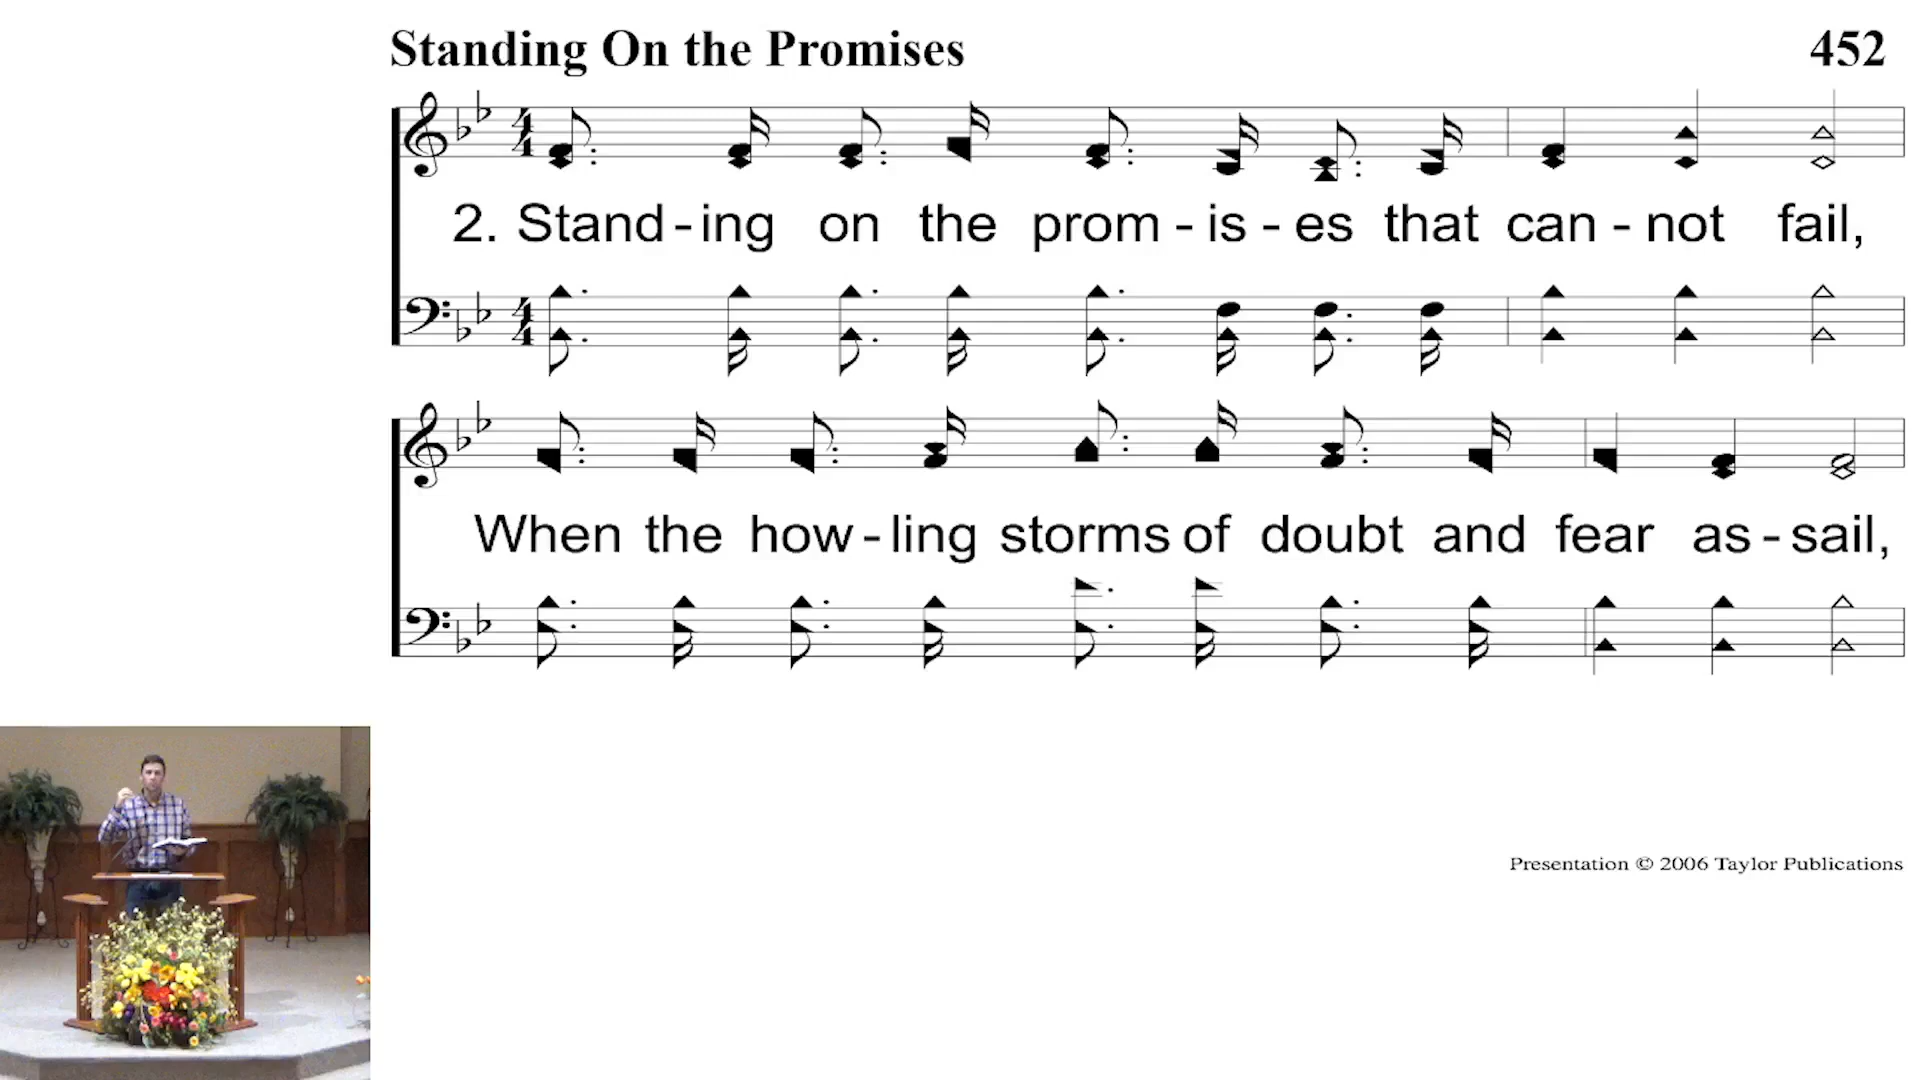 Standing On the Promises 452
2. Stand-ing on the prom-is-es that can-not fail,
When the how-ling storms of doubt and fear as-sail,
Presentation © 2006 Taylor Publications